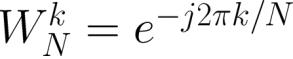 $W_N^k = e^{-j2\pi k/N}$